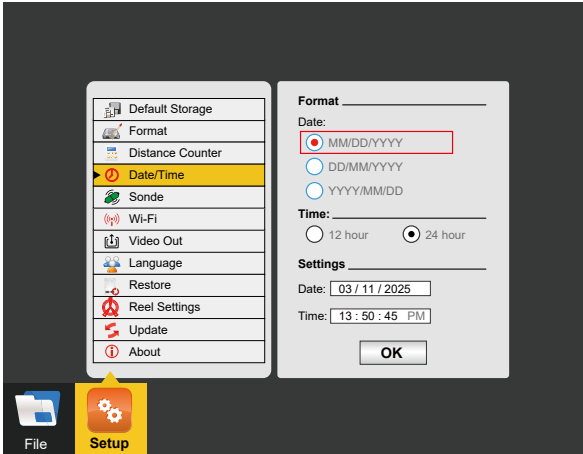 Default Storage
Format
Distance Counter
Date/Time
Sonde
Wi-Fi
Video Out
Language
Restore
Reel Settings
Update
About
Format
Date:
MM/DD/YYYY
DD/MM/YYYY
YYYY/MM/DD
Time:
12 hour 24 hour
Settings
Date: 03 / 11 / 2025
Time: 13 : 50 : 45 PM
OK
File Setup